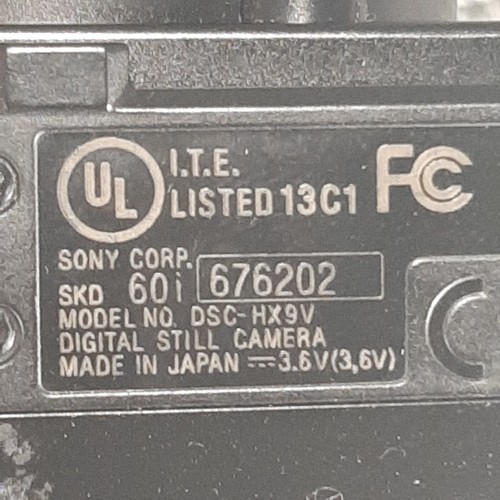 UL I.T.E. FC
LISTED 13C1
SONY CORP.
SKD 60i 676202
MODEL NO. DSC-HX9V
DIGITAL STILL CAMERA
MADE IN JAPAN ⎓3.6V(3,6V)